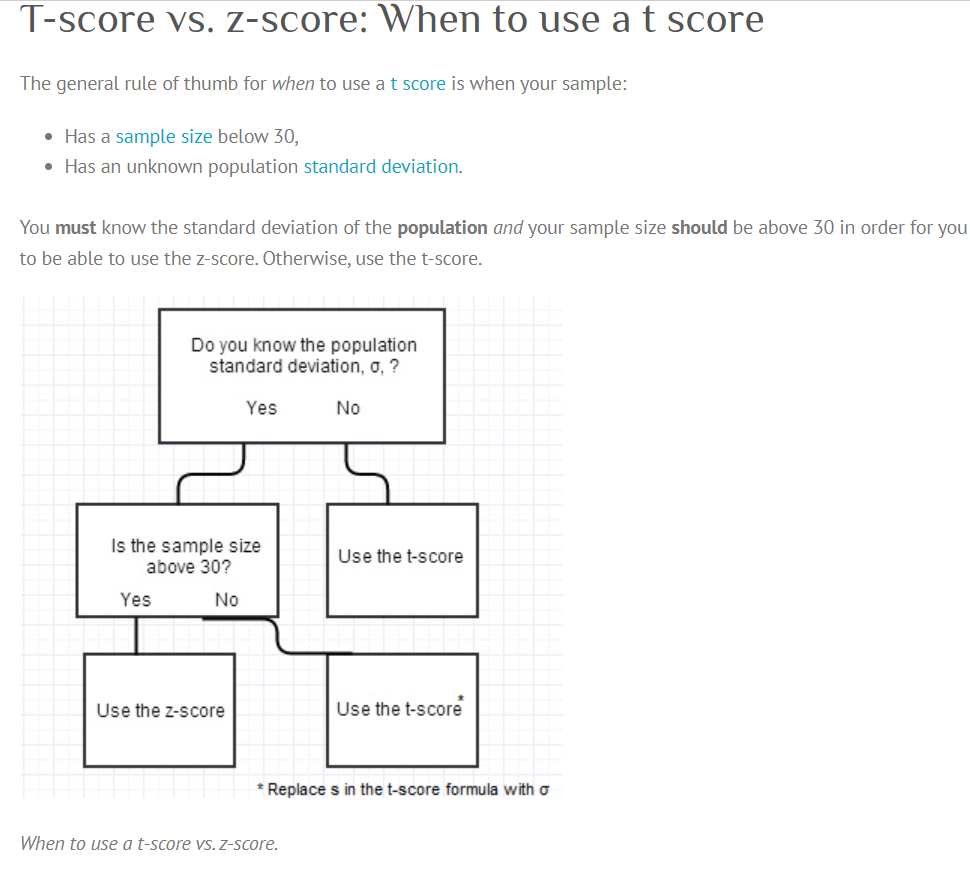 T-score vs. z-score: When to use a t score
The general rule of thumb for when to use a t score is when your sample:
• Has a sample size below 30,
• Has an unknown population standard deviation.
You must know the standard deviation of the population and your sample size should be above 30 in order for you
to be able to use the z-score. Otherwise, use the t-score.
Do you know the population
standard deviation, σ, ?
Yes No
Is the sample size
above 30?
Yes No
Use the t-score
Use the z-score
Use the t-score*
* Replace s in the t-score formula with σ
When to use a t-score vs. z-score.